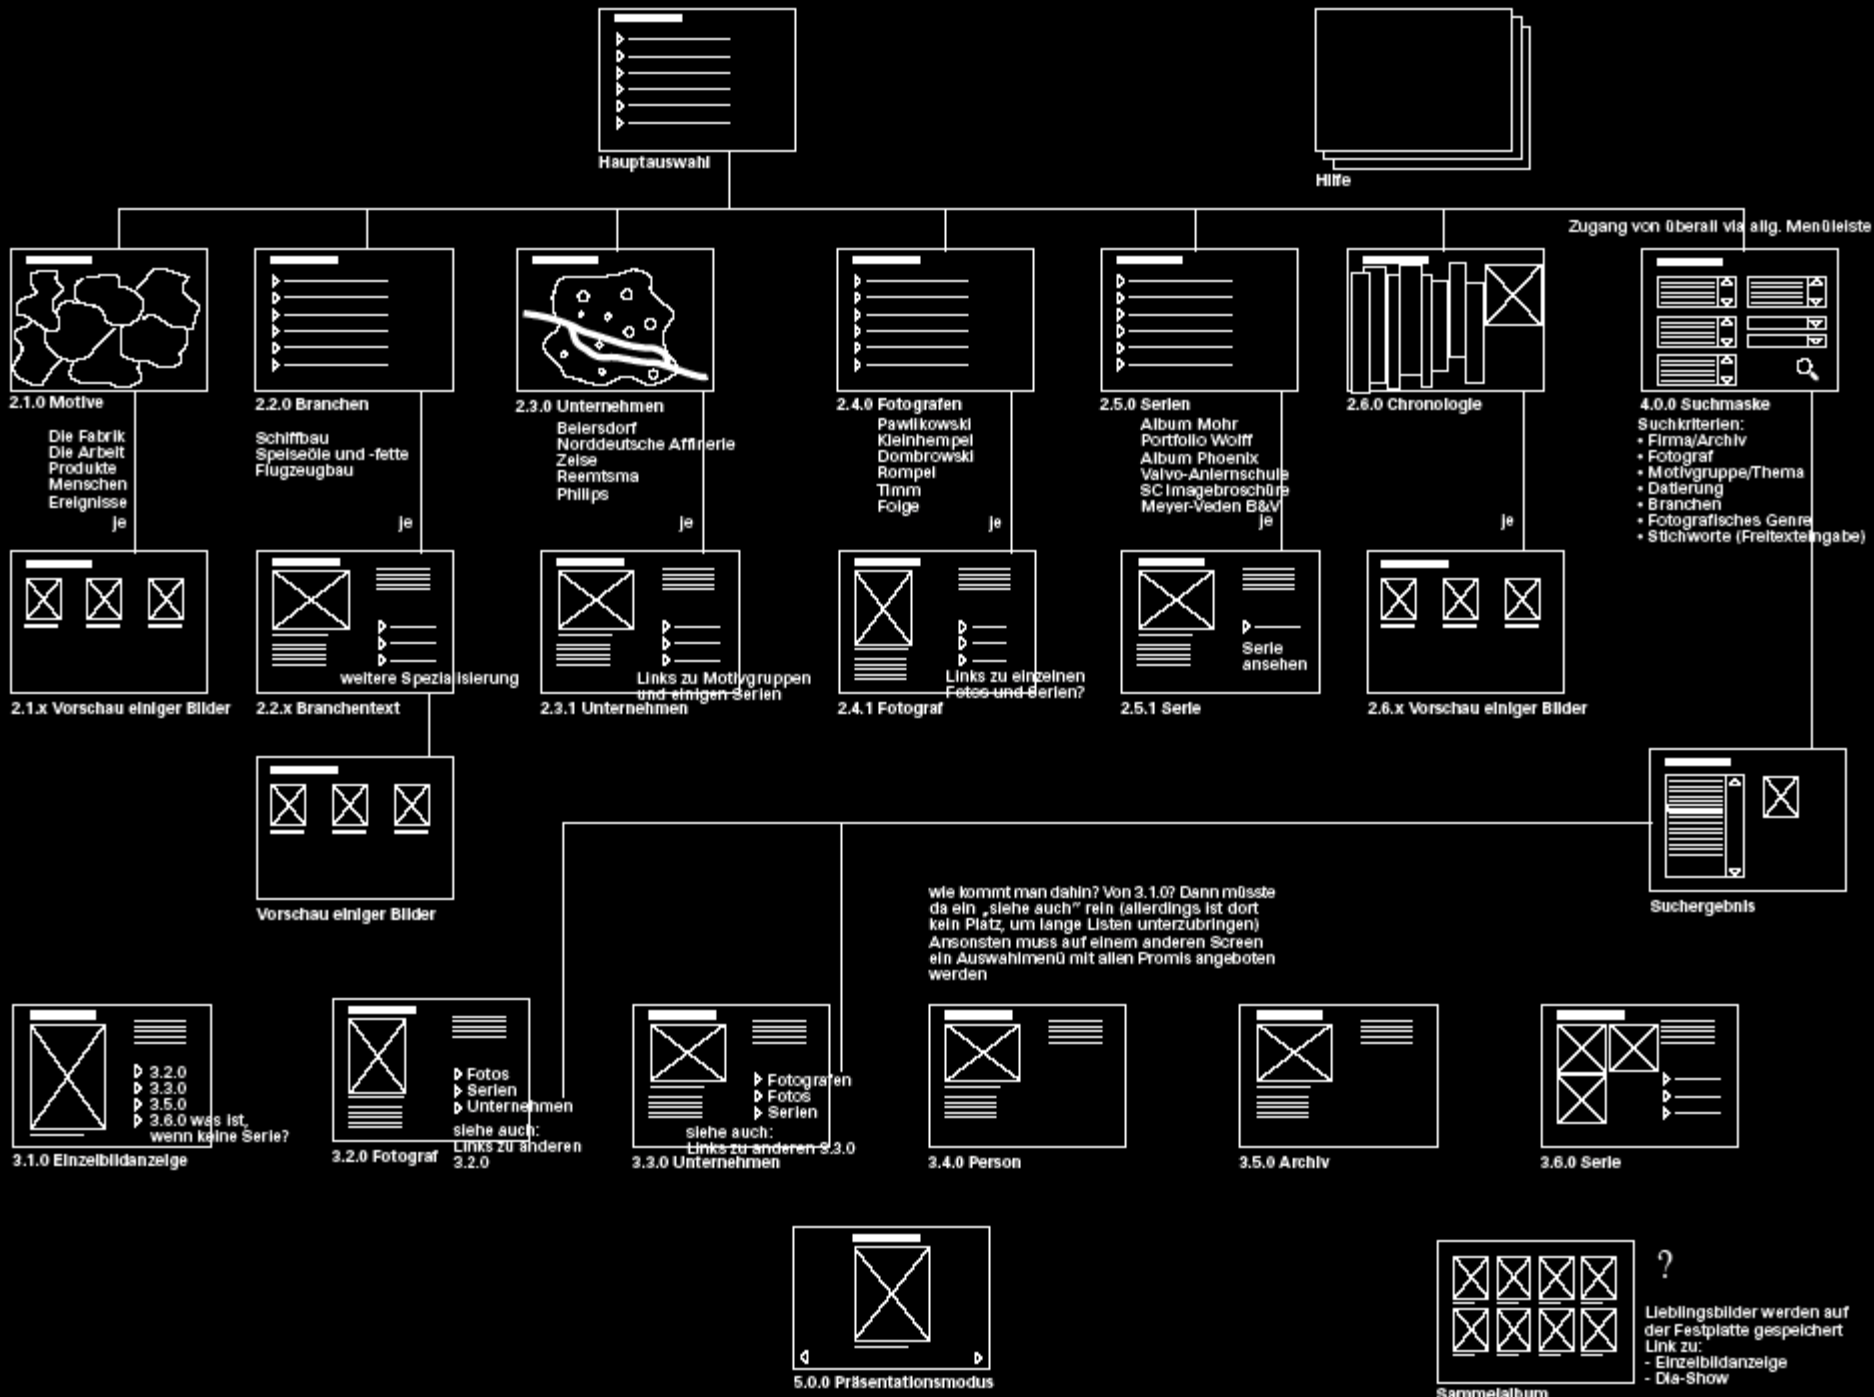 Hauptauswahl
Hilfe
Zugang von überall via allg. Menüleiste
2.1.0 Motive
Die Fabrik
Die Arbeit
Produkte
Menschen
Ereignisse
je
2.2.0 Branchen
Schiffbau
Speiseöle und -fette
Flugzeugbau
je
2.3.0 Unternehmen
Beiersdorf
Norddeutsche Affinerie
Zeise
Reemtsma
Philips
je
2.4.0 Fotografen
Pawlikowski
Kleinhempel
Dombrowski
Rompel
Timm
Folge
je
2.5.0 Serien
Album Mohr
Portfolio Wolff
Album Phoenix
Valvo-Anlernschule
SC Imagebroschüre
Meyer-Veden B&V
je
2.6.0 Chronologie
je
4.0.0 Suchmaske
Suchkriterien:
• Firma/Archiv
• Fotograf
• Motivgruppe/Thema
• Datierung
• Branchen
• Fotografisches Genre
• Stichworte (Freitexteingabe)
2.1.x Vorschau einiger Bilder
weitere Spezialisierung
2.2.x Branchentext
Links zu Motivgruppen
und einigen Serien
2.3.1 Unternehmen
Links zu einzelnen
Fotos und Serien?
2.4.1 Fotograf
Serie
ansehen
2.5.1 Serie
2.6.x Vorschau einiger Bilder
Vorschau einiger Bilder
Suchergebnis
wie kommt man dahin? Von 3.1.0? Dann müsste
da ein „siehe auch" rein (allerdings ist dort
kein Platz, um lange Listen unterzubringen)
Ansonsten muss auf einem anderen Screen
ein Auswahlmenü mit allen Promis angeboten
werden
3.2.0
3.3.0
3.5.0
3.6.0 was ist,
wenn keine Serie?
3.1.0 Einzelbildanzeige
Fotos
Serien
Unternehmen
siehe auch:
Links zu anderen
3.2.0
3.2.0 Fotograf
Fotografen
Fotos
Serien
siehe auch:
Links zu anderen 3.3.0
3.3.0 Unternehmen
3.4.0 Person
3.5.0 Archiv
3.6.0 Serie
5.0.0 Präsentationsmodus
?
Lieblingsbilder werden auf
der Festplatte gespeichert
Link zu:
- Einzelbildanzeige
- Dia-Show
Sammelalbum